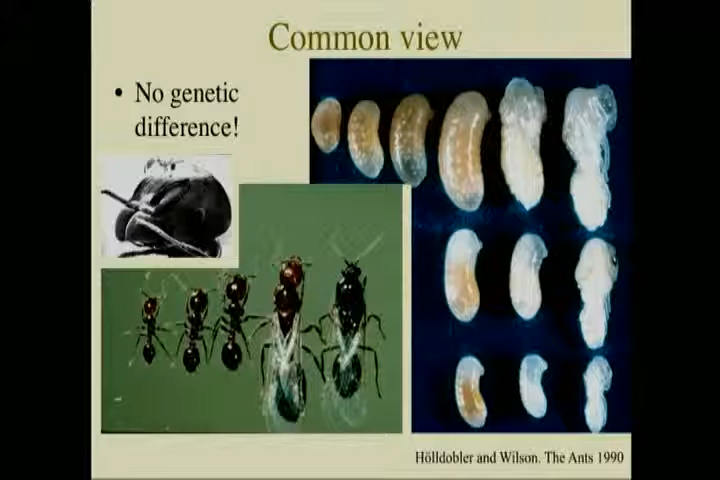 Common view
• No genetic
difference!
Hölldobler and Wilson. The Ants 1990